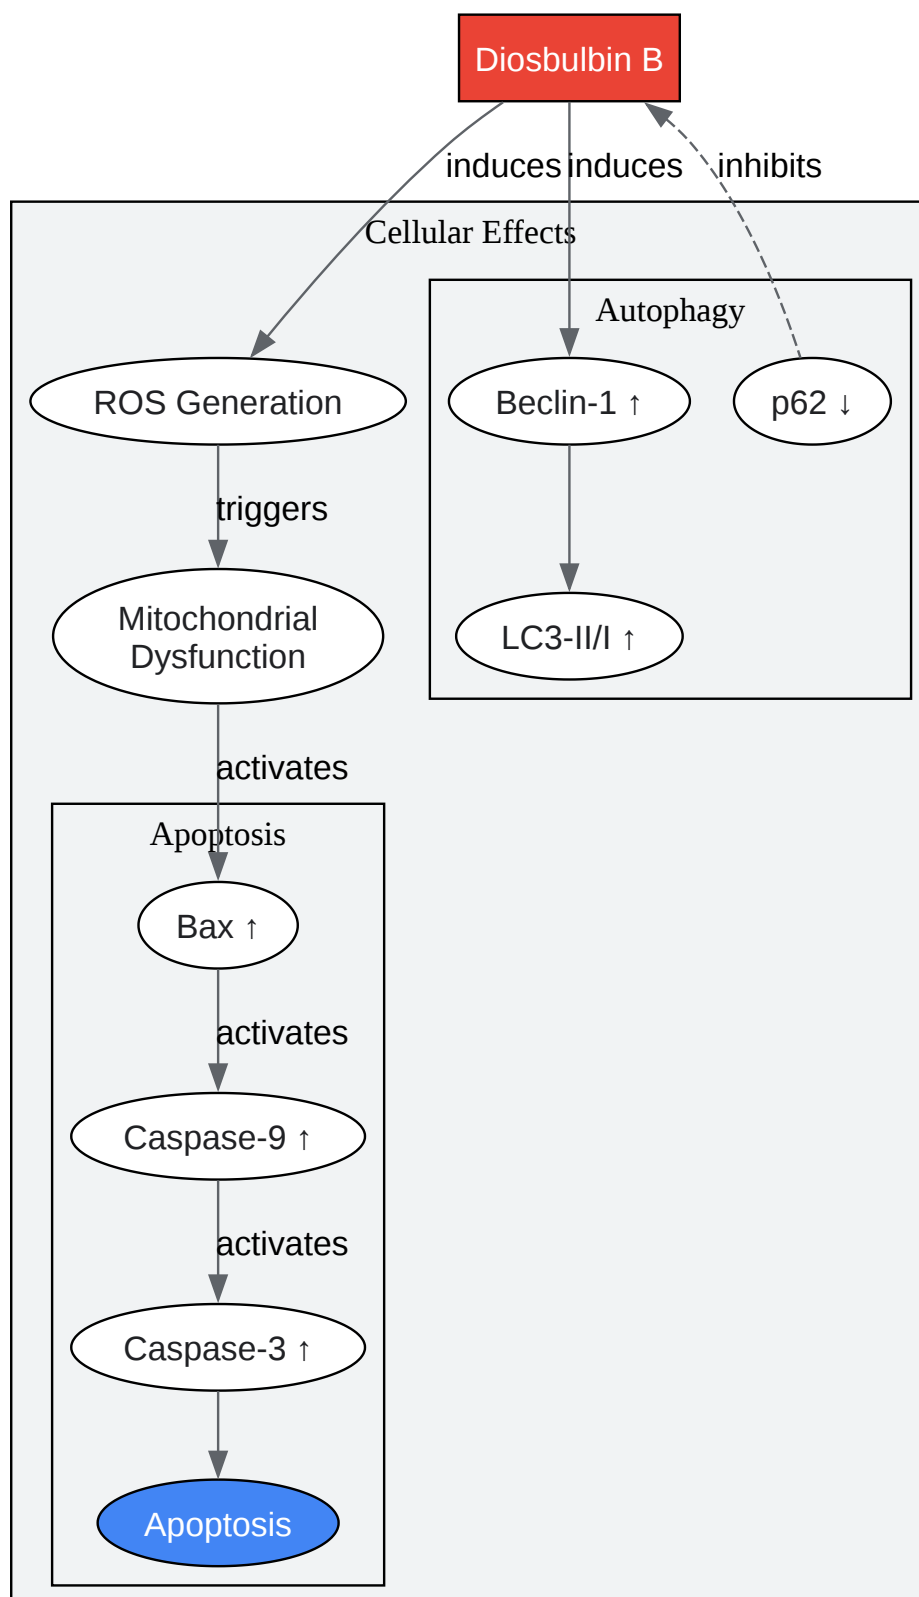 Diosbulbin B
induces
induces
inhibits
Cellular Effects
Autophagy
ROS Generation
Beclin-1 ↑
p62 ↓
triggers
Mitochondrial
Dysfunction
LC3-II/I ↑
activates
Apoptosis
Bax ↑
activates
Caspase-9 ↑
activates
Caspase-3 ↑
Apoptosis